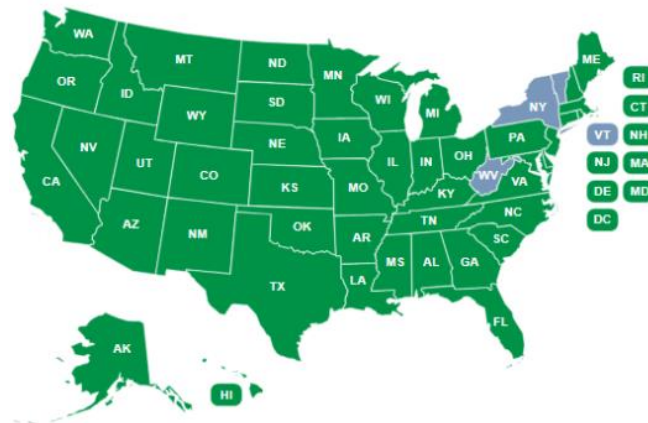 WA
MT
ND
MN
ME
OR
ID
SD
WI
MI
NY
RI
WY
CT
IA
NE
PA
VT
NH
NV
UT
IL
IN
OH
NJ
MA
CO
WV
CA
KS
MO
KY
VA
DE
MD
TN
NC
DC
AZ
NM
OK
AR
SC
MS
AL
GA
LA
TX
FL
AK
HI